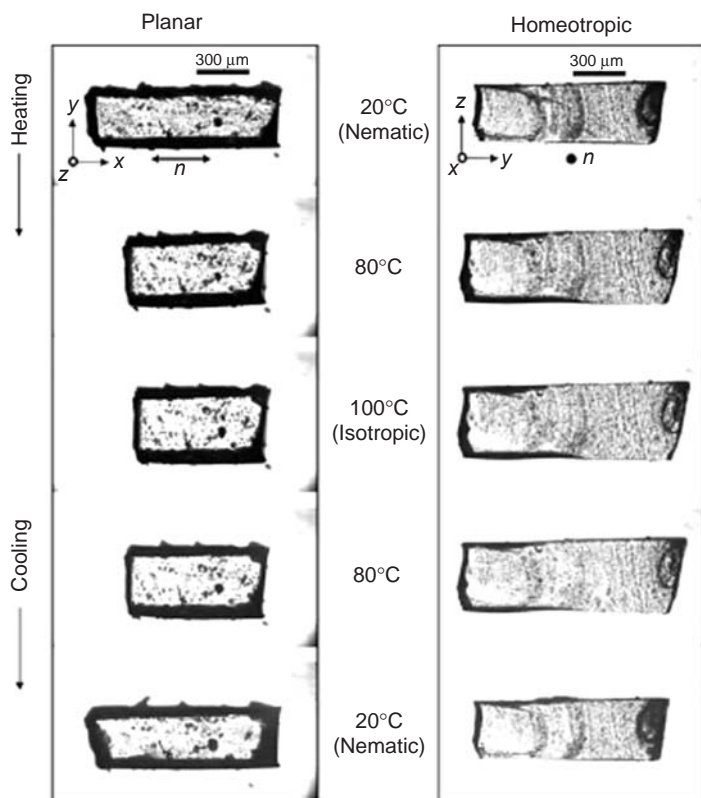 Planar
Homeotropic
Heating
300 μm
y
x
z
n
20°C
(Nematic)
300 μm
z
x
y
n
80°C
100°C
(Isotropic)
Cooling
80°C
20°C
(Nematic)